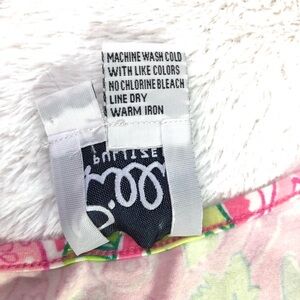 MACHINE WASH COLD
WITH LIKE COLORS
NO CHLORINE BLEACH
LINE DRY
WARM IRON